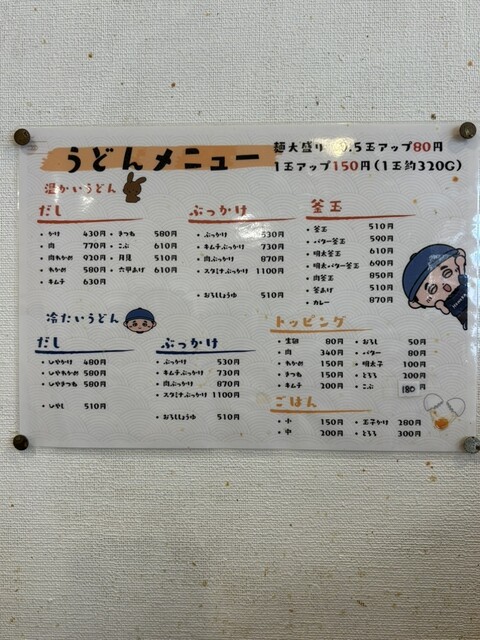 うどんメニュー
麺大盛り 0.5玉アップ80円
1玉アップ150円(1玉約320G)
温かいうどん
だし
・かけ 430円 ・きつね 580円
・肉 770円 ・こぶ 610円
・肉わかめ 920円 ・月見 510円
・わかめ 580円 ・六甲あげ 610円
・キムチ 630円
ぶっかけ
・ぶっかけ 530円
・キムチぶっかけ 730円
・肉ぶっかけ 870円
・スタミナぶっかけ 1100円
・おろしょうゆ 510円
釜玉
・釜玉 510円
・バター釜玉 590円
・明太釜玉 610円
・明太バター釜玉 690円
・肉釜玉 850円
・釜あげ 510円
・カレー 870円
冷たいうどん
だし
・ひやかけ 480円
・ひやわかめ 580円
・ひやきつね 580円
・ひやし 510円
ぶっかけ
・ぶっかけ 530円
・キムチぶっかけ 730円
・肉ぶっかけ 870円
・スタミナぶっかけ 1100円
・おろしょうゆ 510円
トッピング
・生卵 80円 ・おろし 50円
・肉 340円 ・バター 80円
・わかめ 150円 ・明太子 100円
・きつね 150円 ・とろろ 200円
・キムチ 200円 ・こぶ 180円
ごはん
・小 150円 ・玉子かけ 280円
・中 200円 ・とろろ 300円